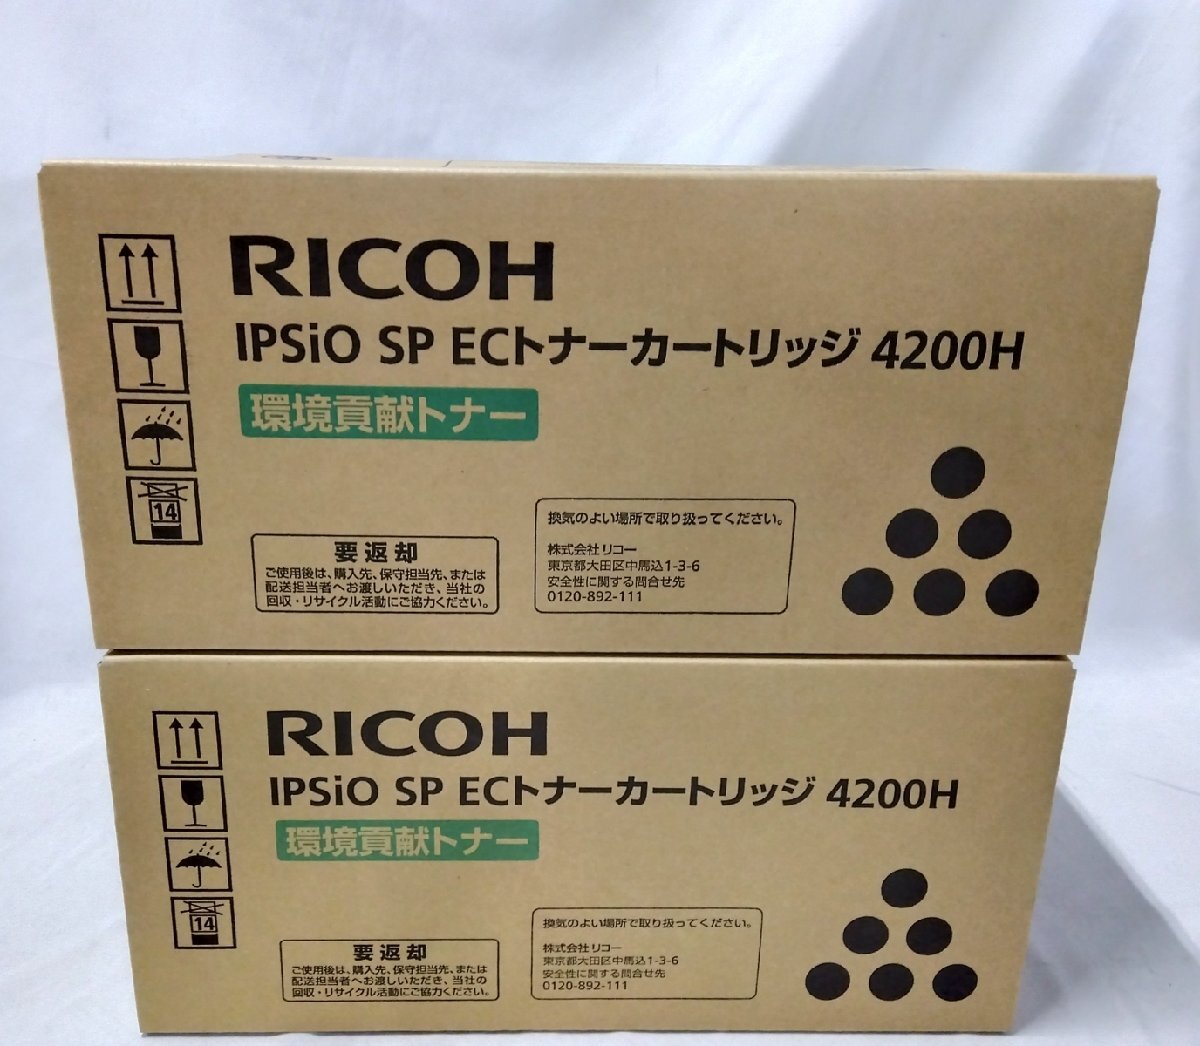 RICOH
IPSiO SP ECトナーカートリッジ 4200H
環境貢献トナー
14
要返却
ご使用後は、購入先、保守担当先、または
配送担当者へお渡しいただき、当社の
回収・リサイクル活動にご協力ください。
換気のよい場所で取り扱ってください。
株式会社リコー
東京都大田区中馬込1-3-6
安全性に関する問合せ先
0120-892-111
RICOH
IPSiO SP ECトナーカートリッジ 4200H
環境貢献トナー
14
要返却
ご使用後は、購入先、保守担当先、または
配送担当者へお渡しいただき、当社の
回収・リサイクル活動にご協力ください。
換気のよい場所で取り扱ってください。
株式会社リコー
東京都大田区中馬込1-3-6
安全性に関する問合せ先
0120-892-111